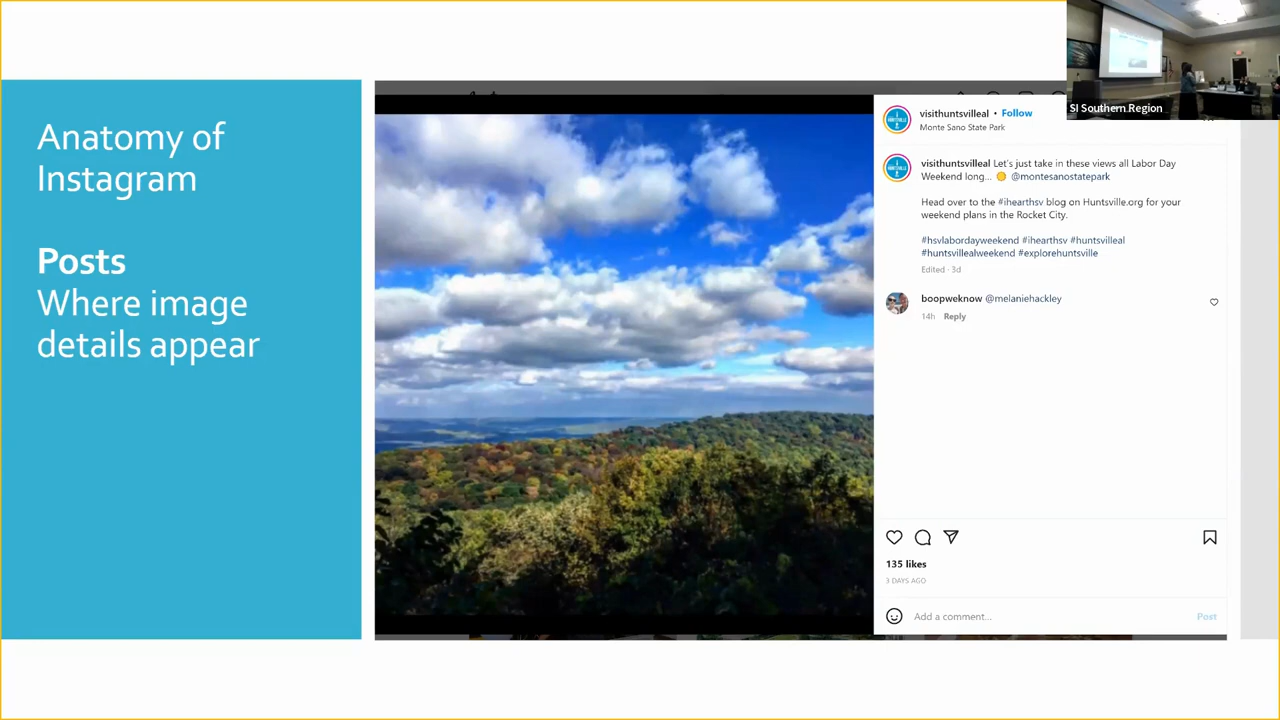 Anatomy of
Instagram
Posts
Where image
details appear
visithuntsvilleal • Follow
Monte Sano State Park
visithuntsvilleal Let's just take in these views all Labor Day
Weekend long... @montesanostatepark
Head over to the #ihearthsv blog on Huntsville.org for your
weekend plans in the Rocket City.
#hsvlabordayweekend #ihearthsv #huntsvilleal
#huntsvillealweekend #explorehuntsville
Edited · 3d
boopweknow @melaniehackley
14h Reply
135 likes
3 DAYS AGO
Add a comment...
Post
SI Southern Region